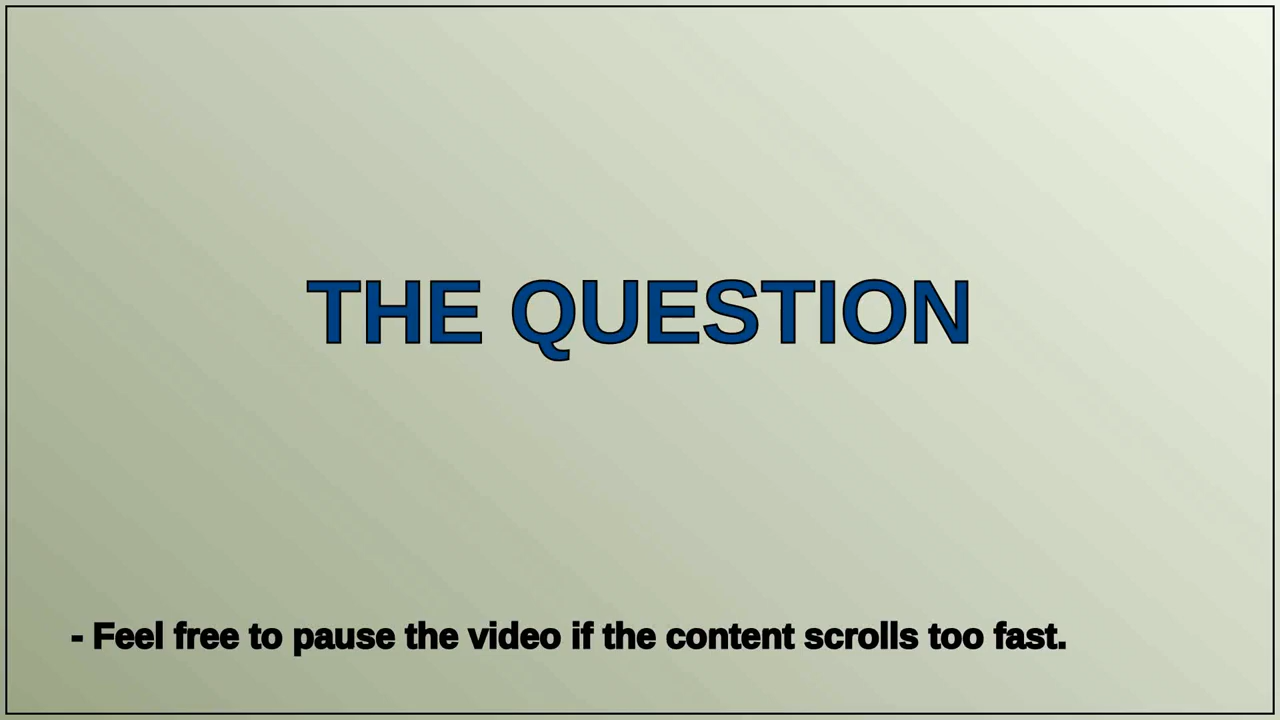 THE QUESTION
- Feel free to pause the video if the content scrolls too fast.